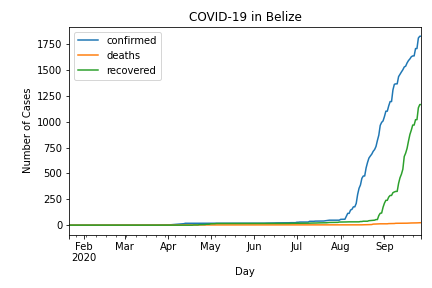 COVID-19 in Belize
confirmed
deaths
recovered
Number of Cases
1750
1500
1250
1000
750
500
250
0
Feb Mar Apr May Jun Jul Aug Sep
2020
Day